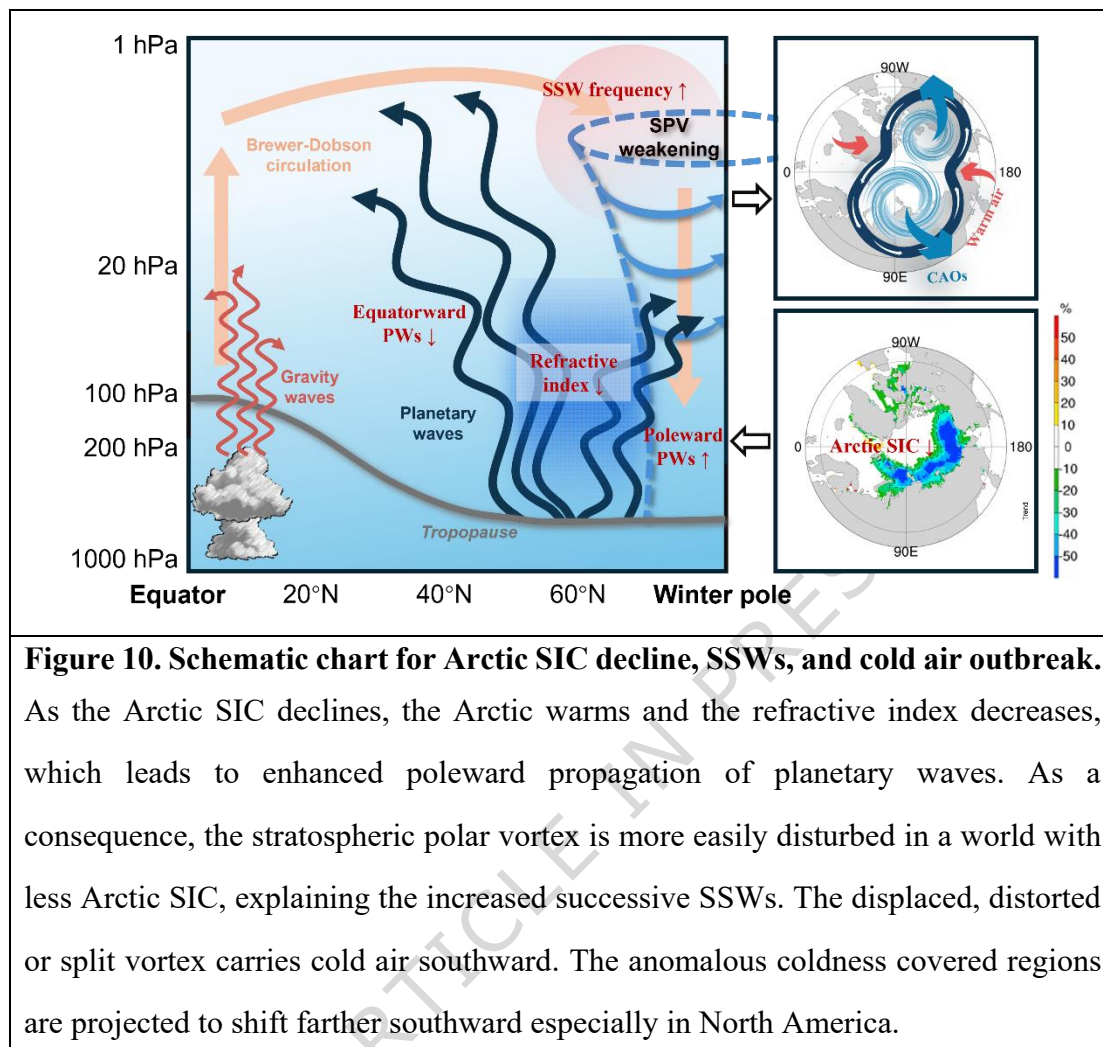 1 hPa
20 hPa
100 hPa
200 hPa
1000 hPa
Equator
20°N
40°N
60°N
Winter pole
SSW frequency ↑
SPV
weakening
Brewer-Dobson
circulation
Equatorward
PWs ↓
Refractive
index ↓
Gravity
waves
Planetary
waves
Poleward
PWs ↑
Tropopause
90W
0
180
90E
Warm air
CAOs
90W
0
180
90E
Arctic SIC ↓
Trend
%
50
40
30
20
10
0
-10
-20
-30
-40
-50
Figure 10. Schematic chart for Arctic SIC decline, SSWs, and cold air outbreak.
As the Arctic SIC declines, the Arctic warms and the refractive index decreases,
which leads to enhanced poleward propagation of planetary waves. As a
consequence, the stratospheric polar vortex is more easily disturbed in a world with
less Arctic SIC, explaining the increased successive SSWs. The displaced, distorted
or split vortex carries cold air southward. The anomalous coldness covered regions
are projected to shift farther southward especially in North America.
RTICLE IN PRES